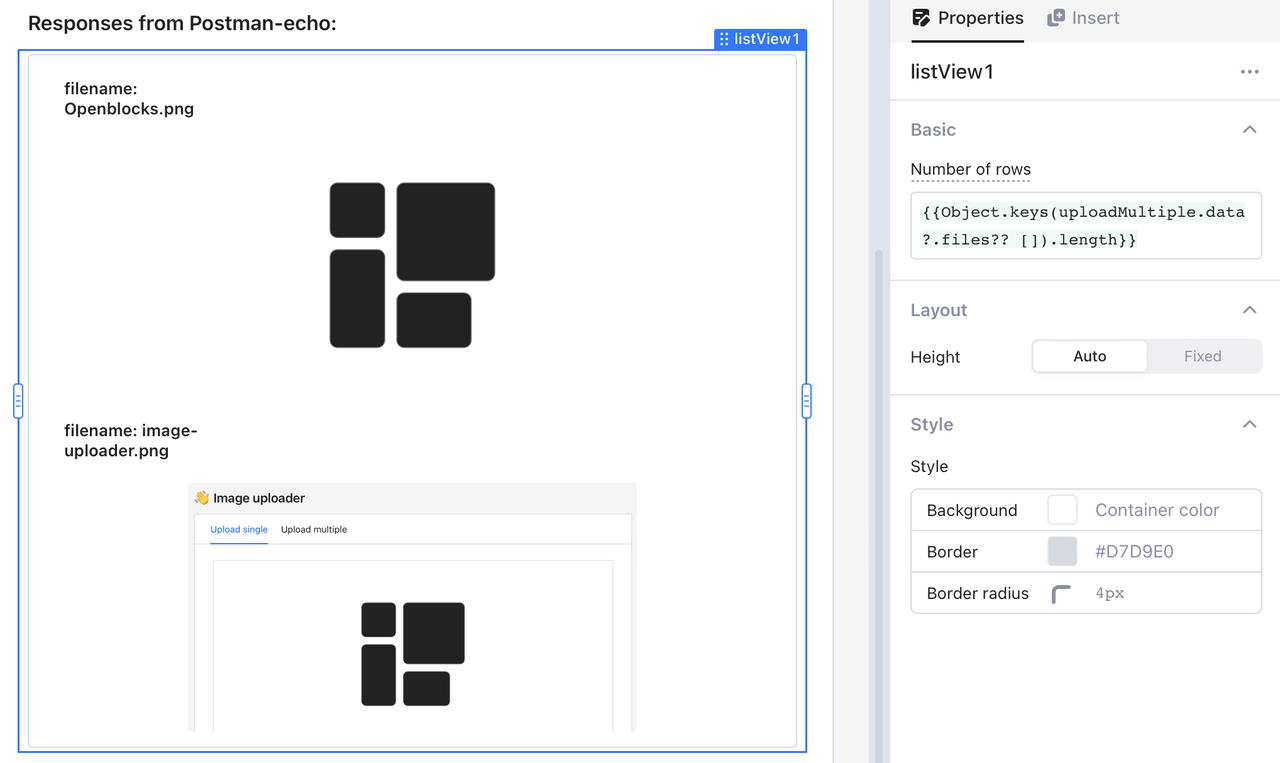 Responses from Postman-echo:
listView1
filename:
Openblocks.png
filename: image-
uploader.png
👋 Image uploader
Upload single Upload multiple
Properties Insert
listView1
Basic
Number of rows
{{Object.keys(uploadMultiple.data
?.files?? []).length}}
Layout
Height Auto Fixed
Style
Style
Background Container color
Border #D7D9E0
Border radius 4px